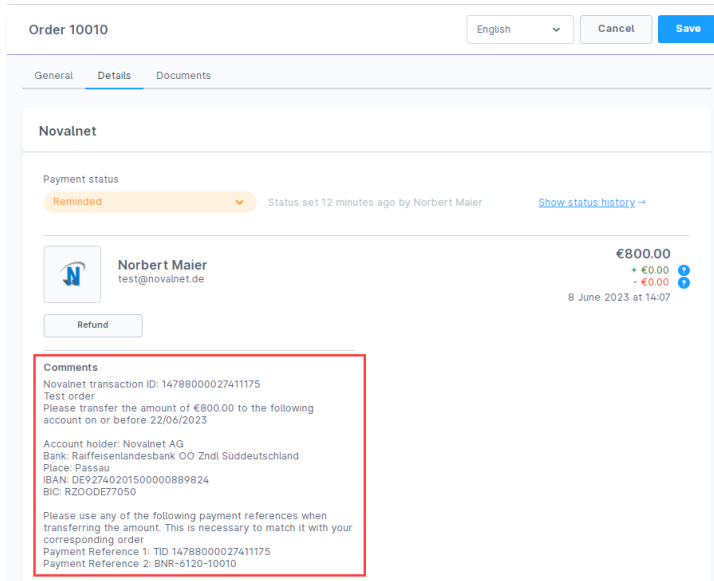 Order 10010
English
Cancel
Save
General
Details
Documents
Novalnet
Payment status
Reminded
Status set 12 minutes ago by Norbert Maier
Show status history →
N
Norbert Maier
test@novalnet.de
€800.00
+ €0.00 ?
- €0.00 ?
8 June 2023 at 14:07
Refund
Comments
Novalnet transaction ID: 14788000027411175
Test order
Please transfer the amount of €800.00 to the following
account on or before 22/06/2023
Account holder: Novalnet AG
Bank: Raiffeisenlandesbank OÖ Zndl Süddeutschland
Place: Passau
IBAN: DE92740201500000889824
BIC: RZOODE77050
Please use any of the following payment references when
transferring the amount. This is necessary to match it with your
corresponding order
Payment Reference 1: TID 14788000027411175
Payment Reference 2: BNR-6120-10010